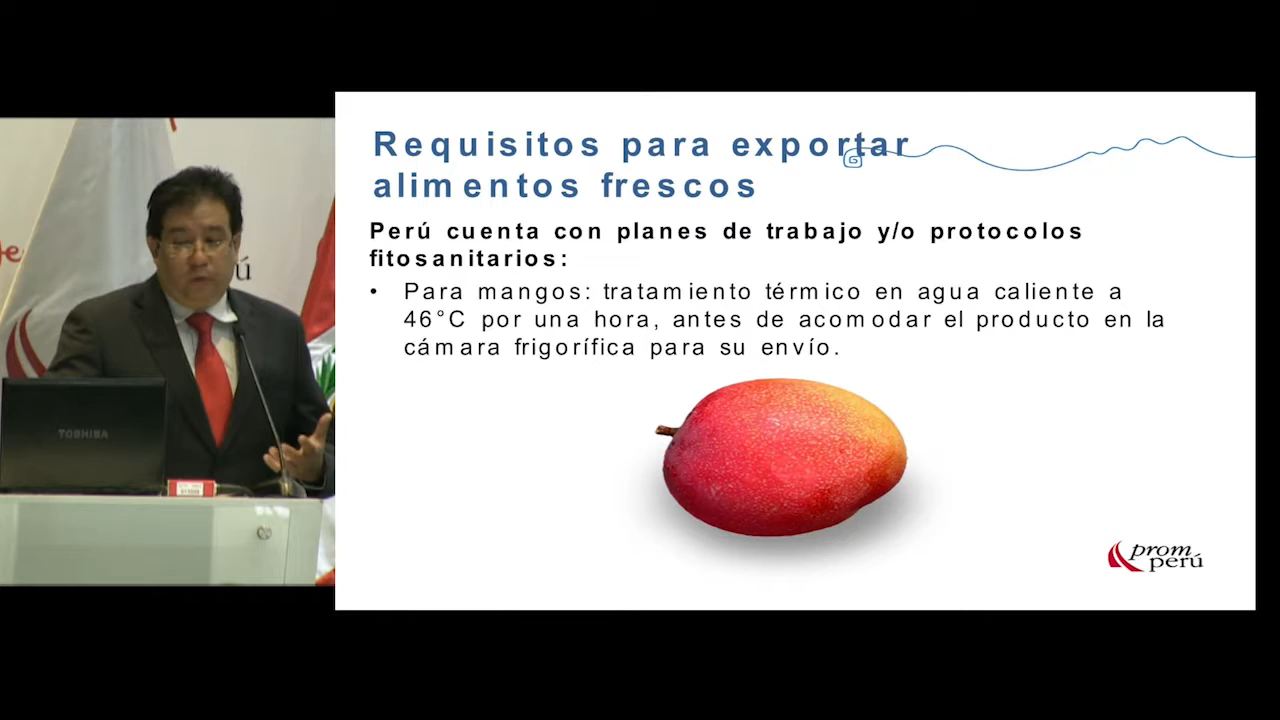 Requisitos para exportar
alimentos frescos
Perú cuenta con planes de trabajo y/o protocolos
fitosanitarios:
• Para mangos: tratamiento térmico en agua caliente a
46°C por una hora, antes de acomodar el producto en la
cámara frigorífica para su envío.
TOSHIBA
prom
perú